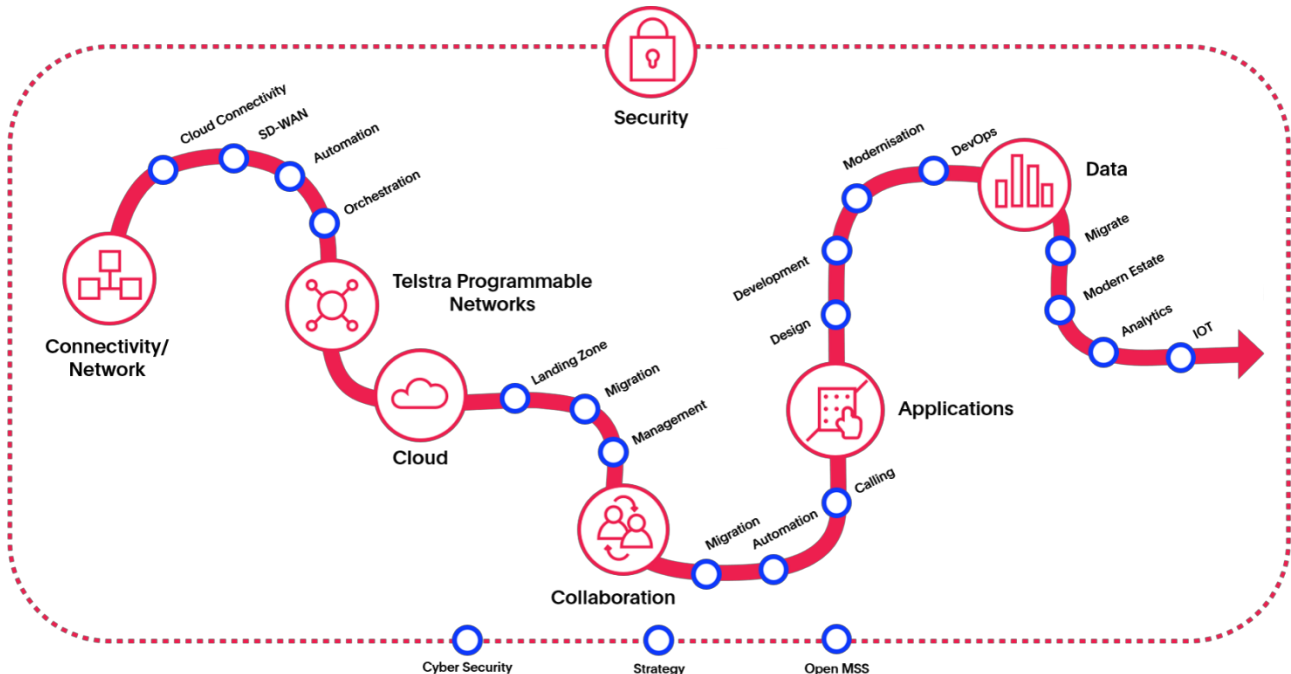 Security
Cloud Connectivity
SD-WAN
Automation
Orchestration
Connectivity/
Network
Telstra Programmable
Networks
Cloud
Landing Zone
Migration
Management
Collaboration
Migration
Automation
Calling
Applications
Design
Development
Modernisation
DevOps
Data
Migrate
Modern Estate
Analytics
IOT
Cyber Security
Strategy
Open MSS